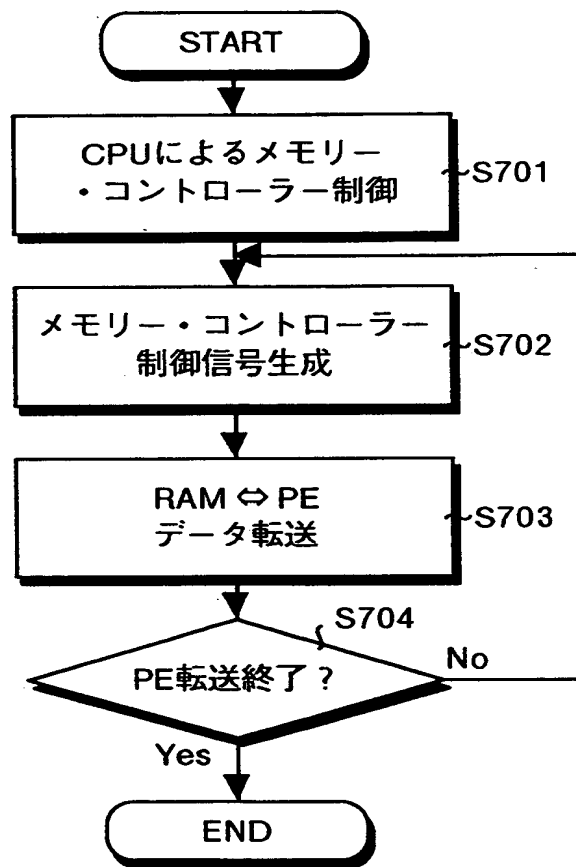 START
CPUによるメモリー
・コントローラー制御
S701
メモリー・コントローラー
制御信号生成
S702
RAM ⇔ PE
データ転送
S703
S704
PE転送終了？
No
Yes
END